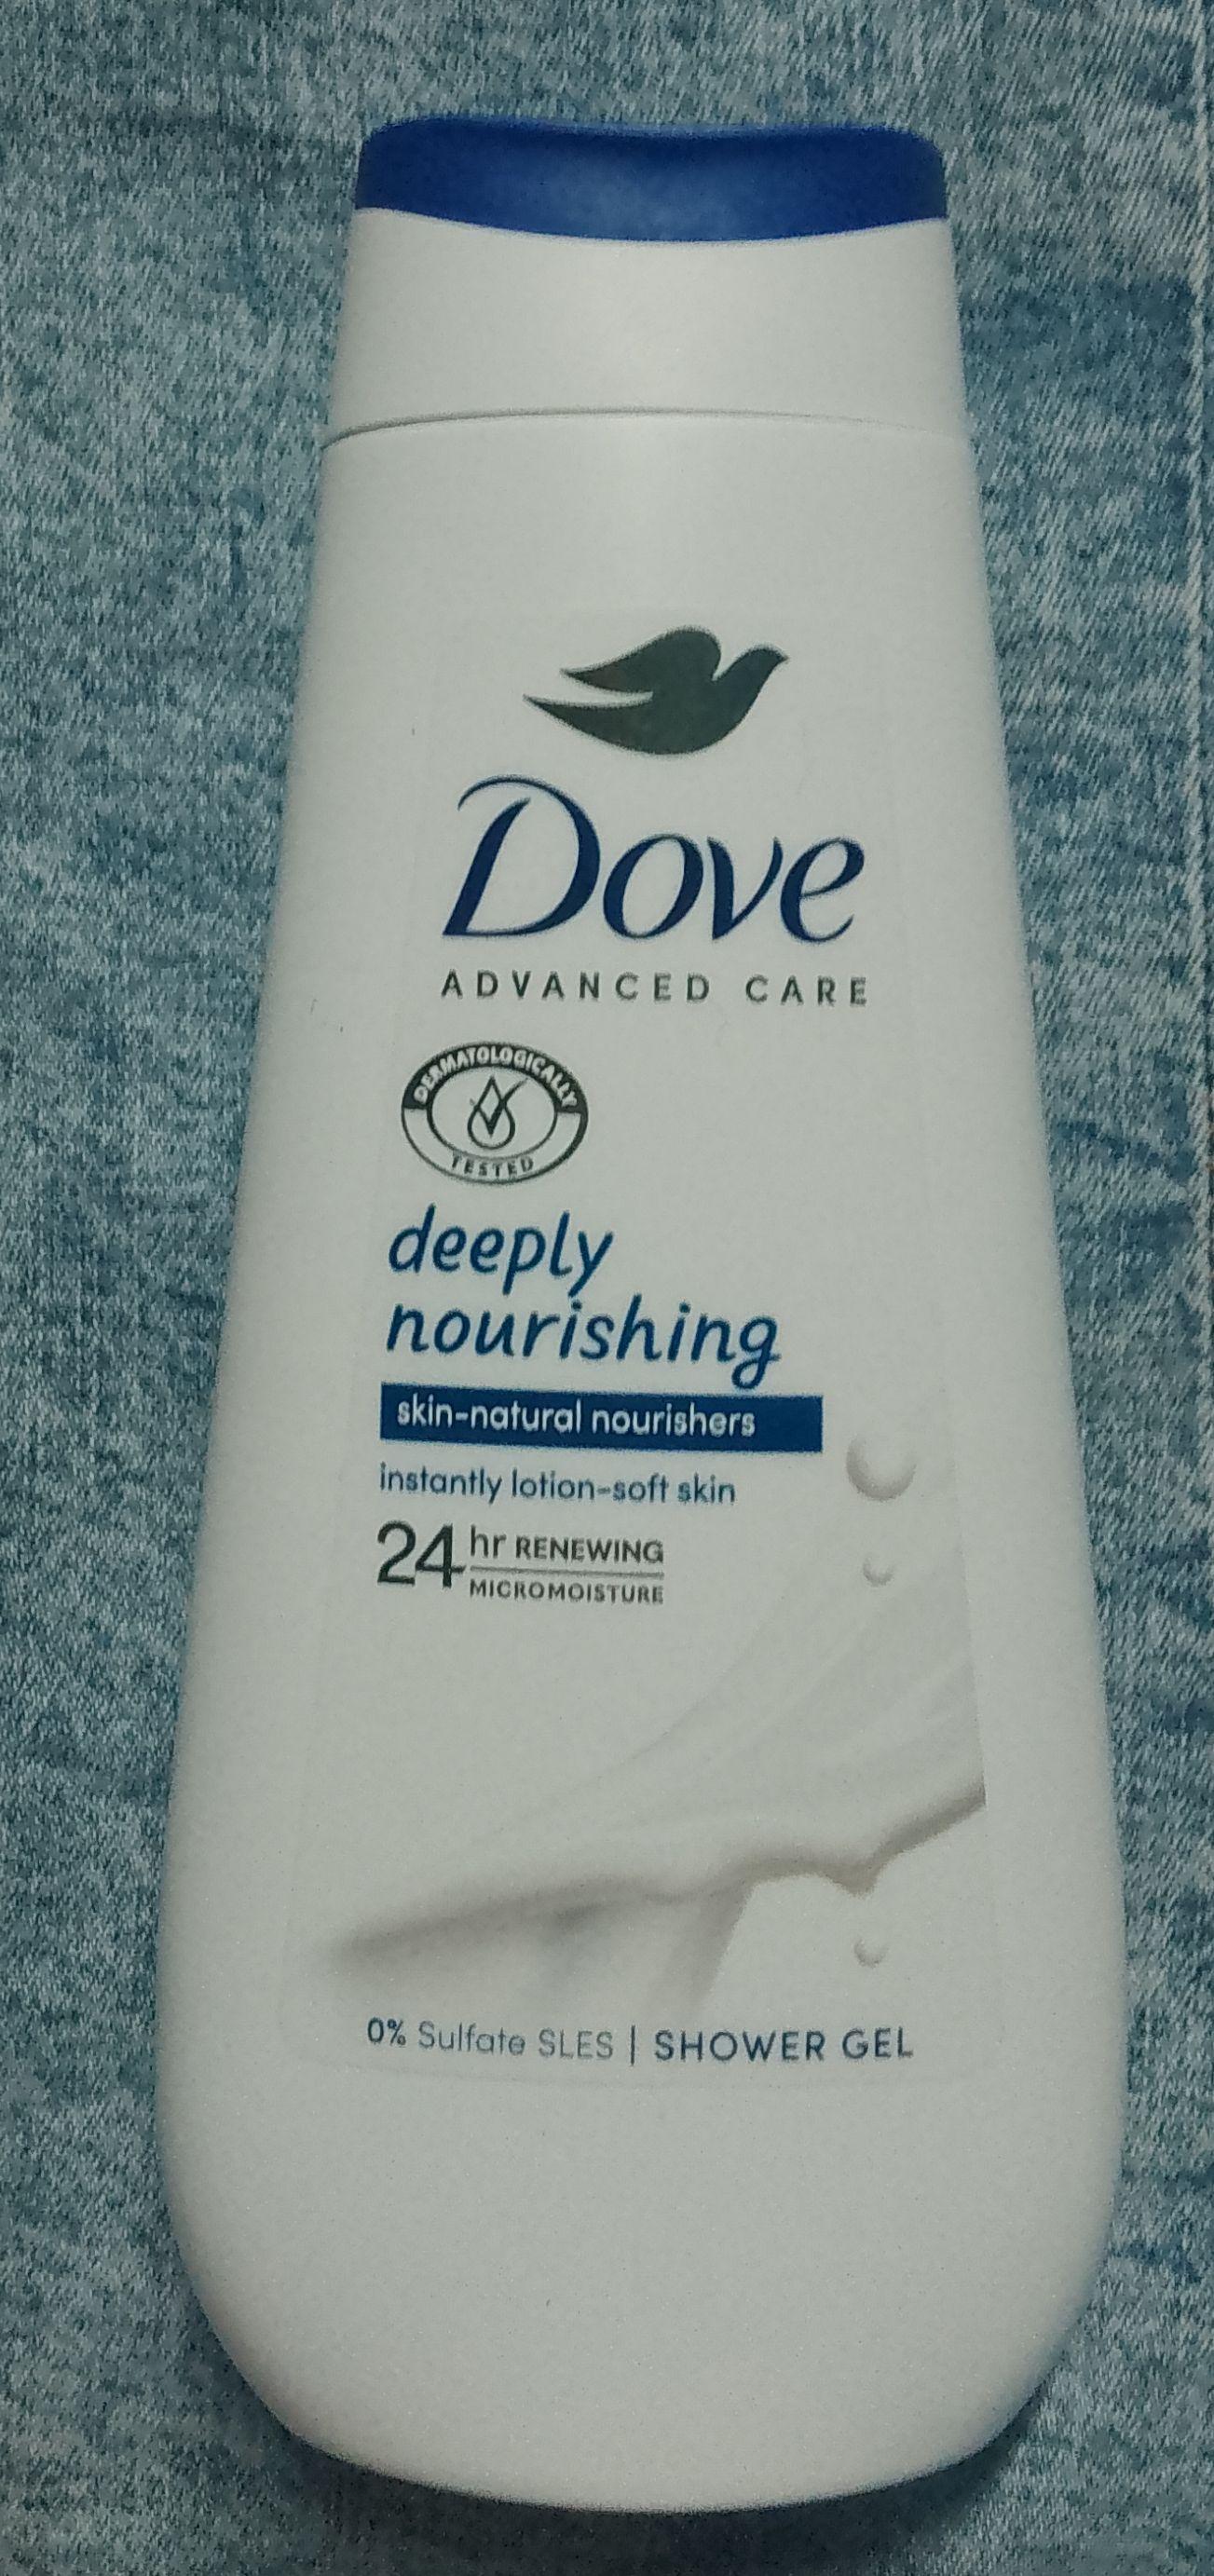 Dove
ADVANCED CARE
DERMATOLOGICALLY
TESTED
deeply
nourishing
skin-natural nourishers
instantly lotion-soft skin
24 hr RENEWING
MICROMOISTURE
0% Sulfate SLES | SHOWER GEL